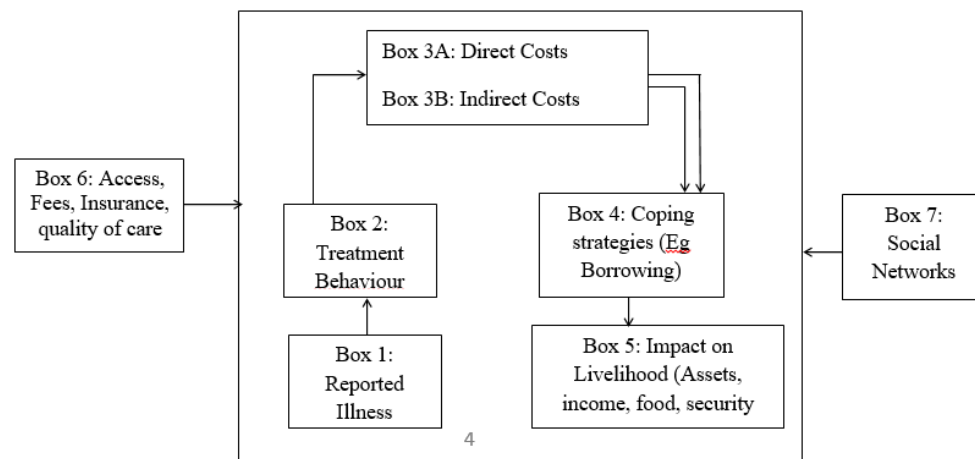 Box 3A: Direct Costs
Box 3B: Indirect Costs
Box 6: Access,
Fees, Insurance,
quality of care
Box 2:
Treatment
Behaviour
Box 4: Coping
strategies (Eg
Borrowing)
Box 7:
Social
Networks
Box 1:
Reported
Illness
Box 5: Impact on
Livelihood (Assets,
income, food, security
4